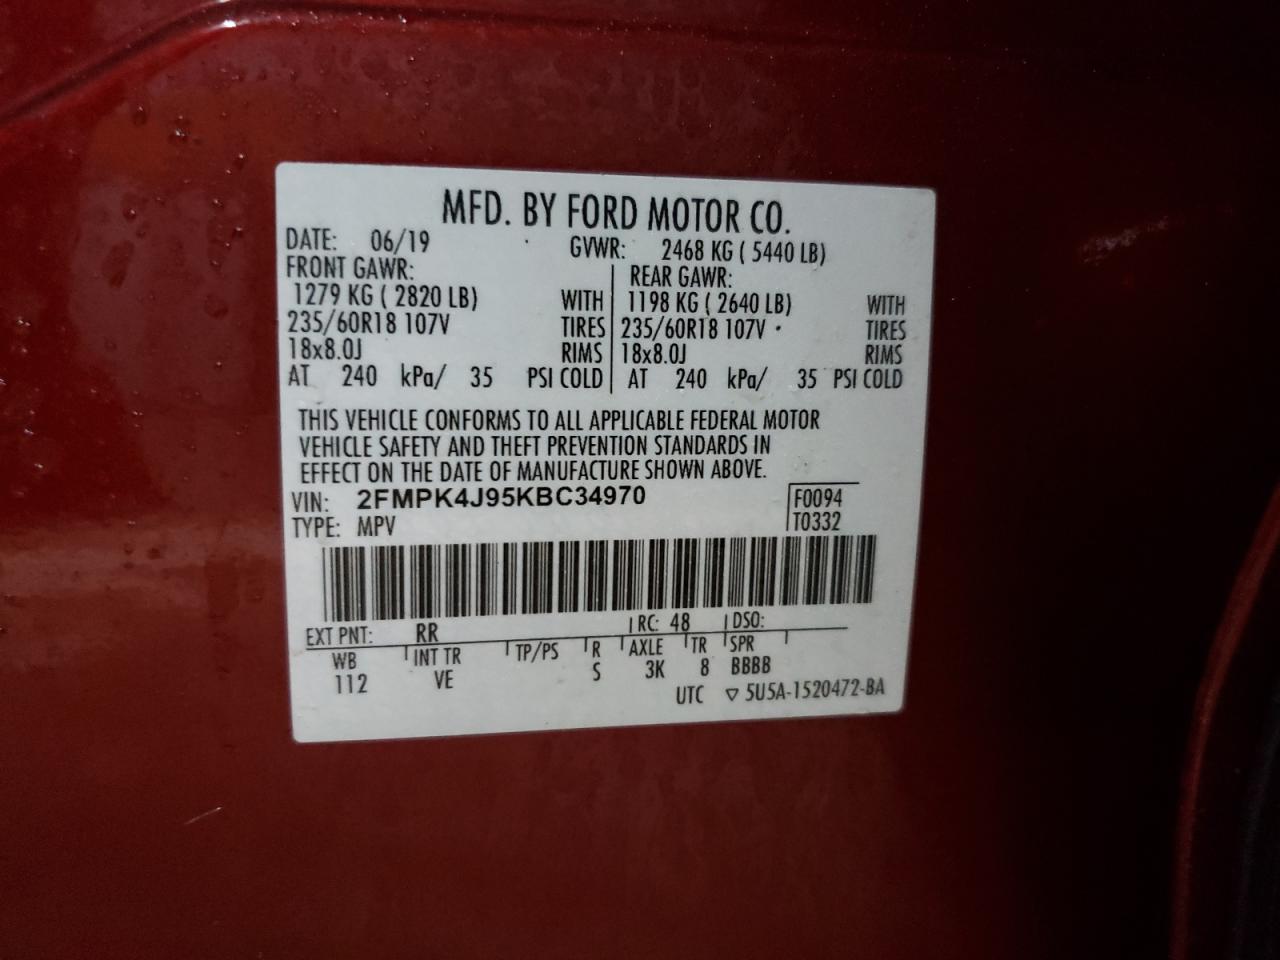 MFD. BY FORD MOTOR CO.
DATE: 06/19 GVWR: 2468 KG ( 5440 LB)
FRONT GAWR: REAR GAWR:
1279 KG ( 2820 LB) WITH 1198 KG ( 2640 LB) WITH
235/60R18 107V TIRES 235/60R18 107V TIRES
18x8.0J RIMS 18x8.0J RIMS
AT 240 kPa/ 35 PSI COLD AT 240 kPa/ 35 PSI COLD
THIS VEHICLE CONFORMS TO ALL APPLICABLE FEDERAL MOTOR
VEHICLE SAFETY AND THEFT PREVENTION STANDARDS IN
EFFECT ON THE DATE OF MANUFACTURE SHOWN ABOVE.
VIN: 2FMPK4J95KBC34970 F0094
TYPE: MPV T0332
EXT PNT: RR RC: 48 DSO:
WB INT TR TP/PS R AXLE TR SPR
112 VE S 3K 8 BBBB
UTC ▽ 5U5A-1520472-BA